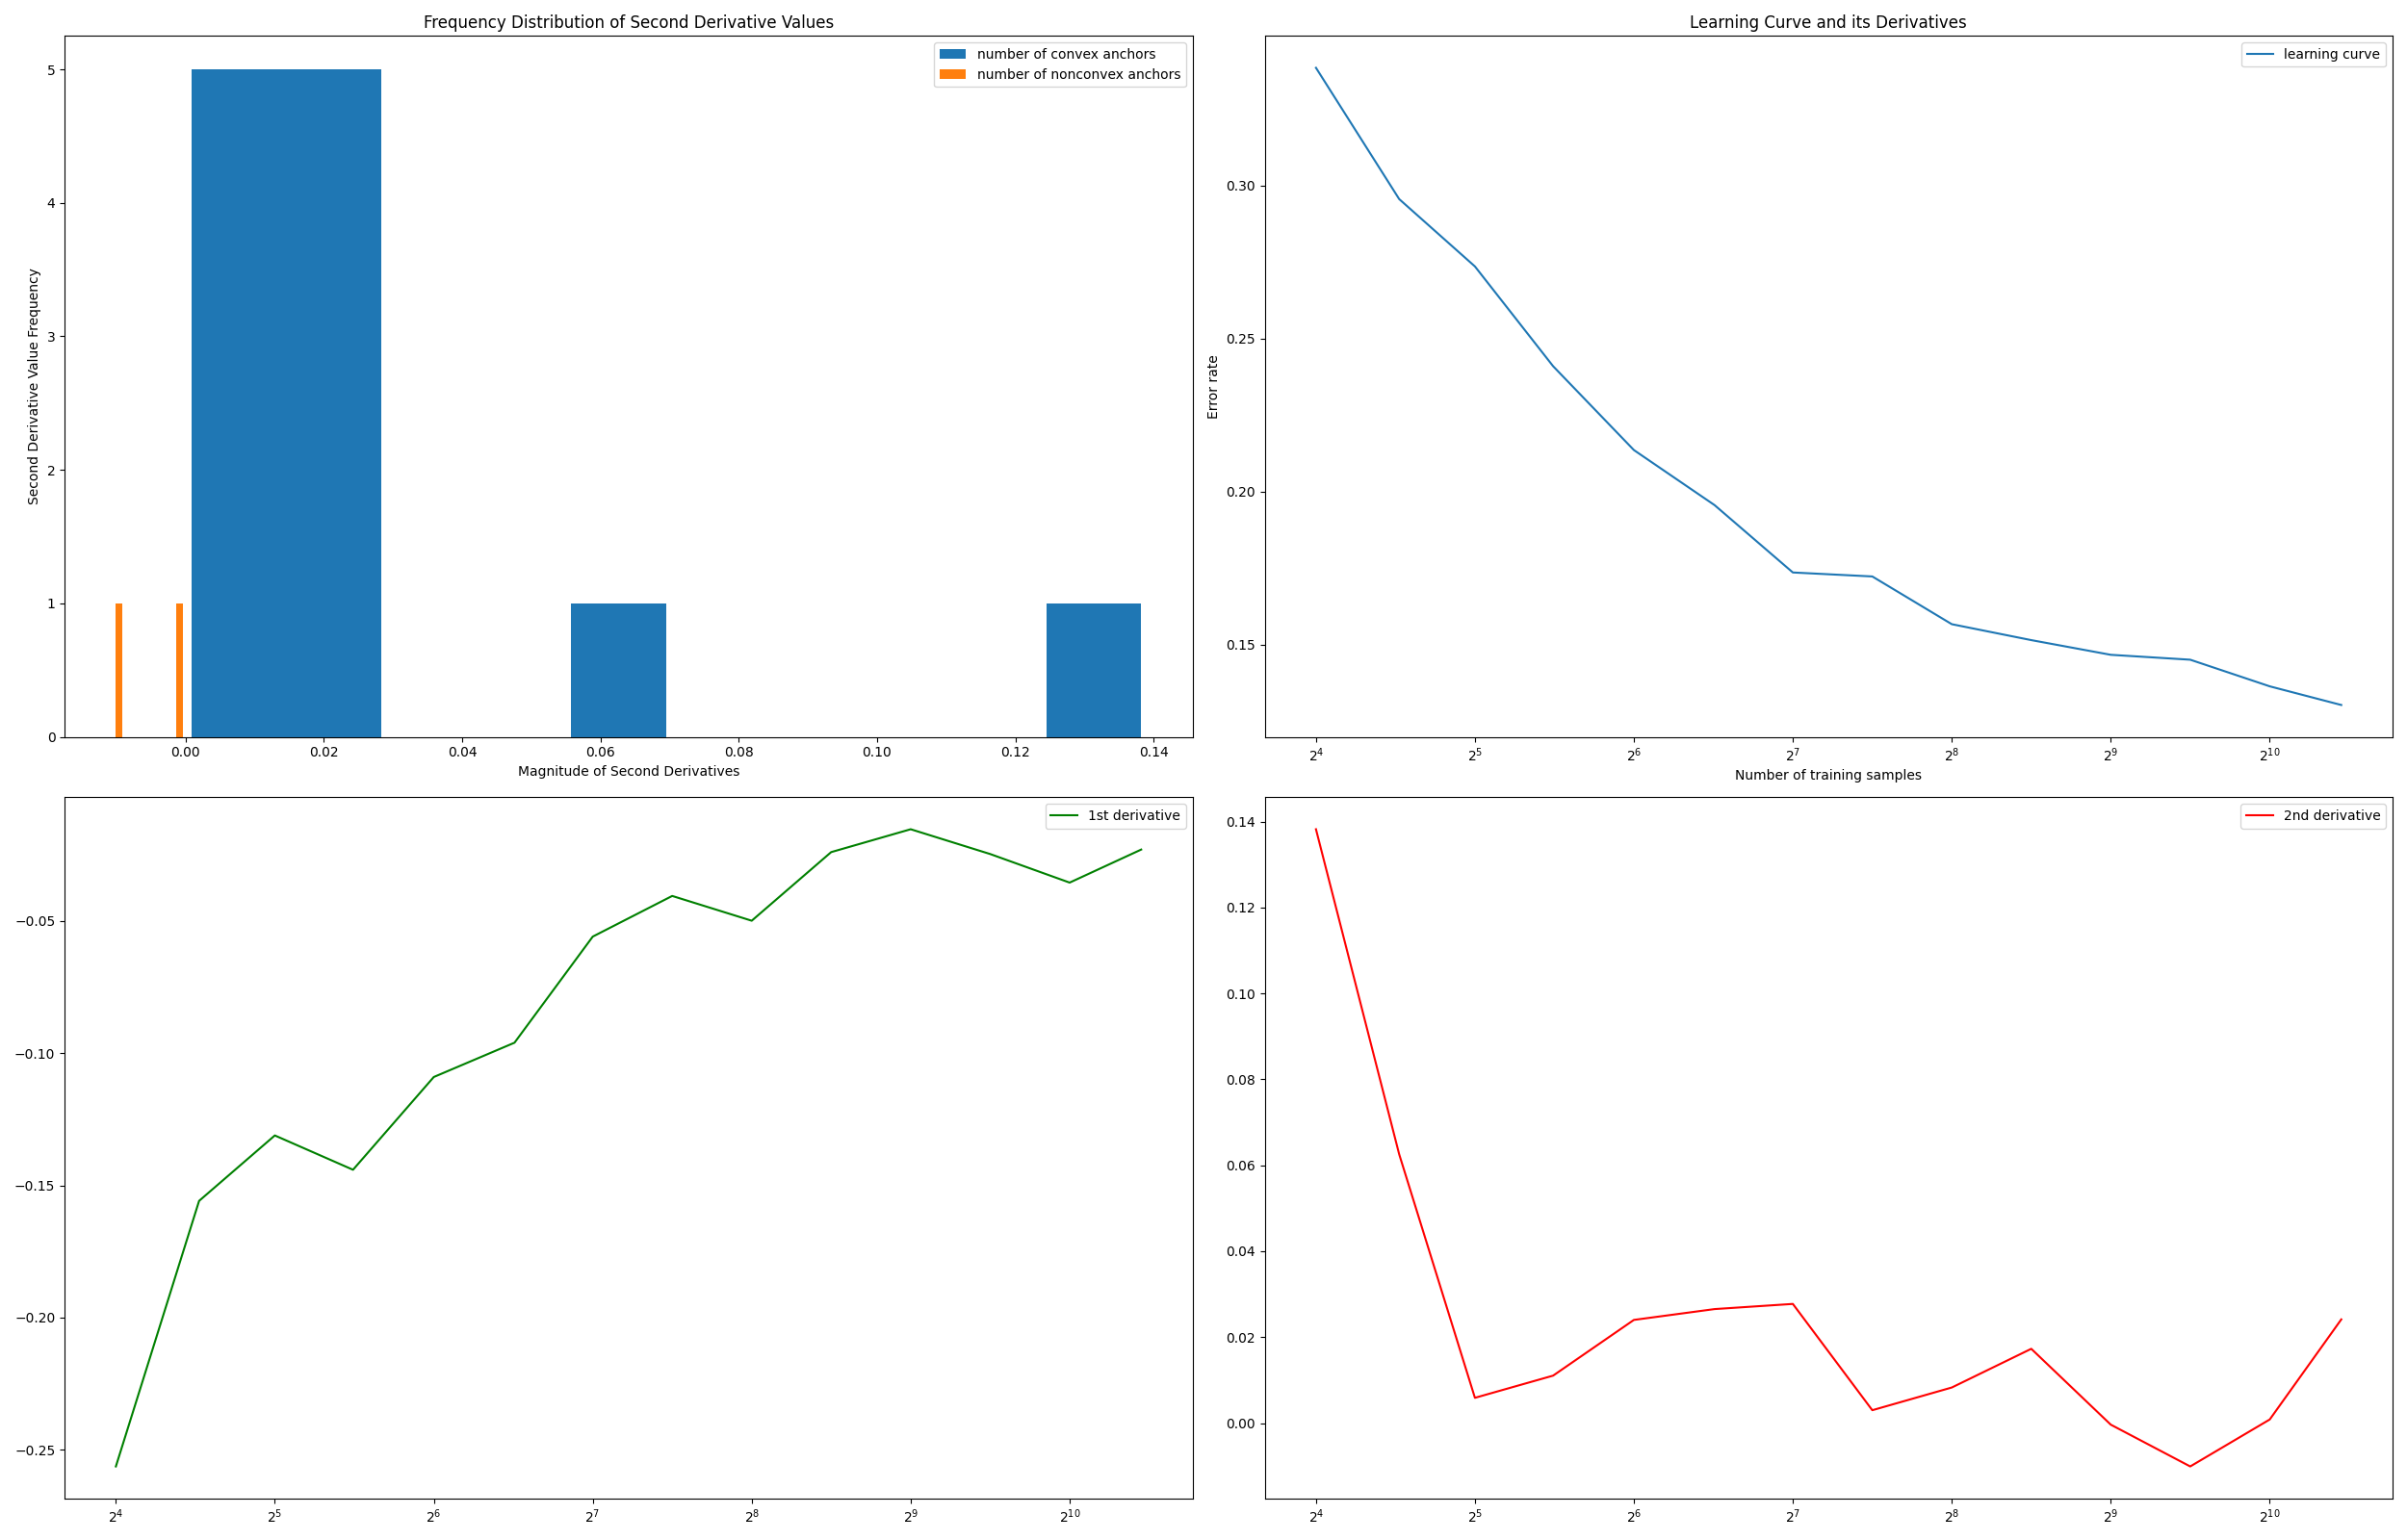 Frequency Distribution of Second Derivative Values
number of convex anchors
number of nonconvex anchors
Second Derivative Value Frequency
5
4
3
2
1
0
0.00 0.02 0.04 0.06 0.08 0.10 0.12 0.14
Magnitude of Second Derivatives
Learning Curve and its Derivatives
learning curve
Error rate
0.30
0.25
0.20
0.15
2⁴ 2⁵ 2⁶ 2⁷ 2⁸ 2⁹ 2¹⁰
Number of training samples
1st derivative
−0.05
−0.10
−0.15
−0.20
−0.25
2⁴ 2⁵ 2⁶ 2⁷ 2⁸ 2⁹ 2¹⁰
2nd derivative
0.14
0.12
0.10
0.08
0.06
0.04
0.02
0.00
2⁴ 2⁵ 2⁶ 2⁷ 2⁸ 2⁹ 2¹⁰